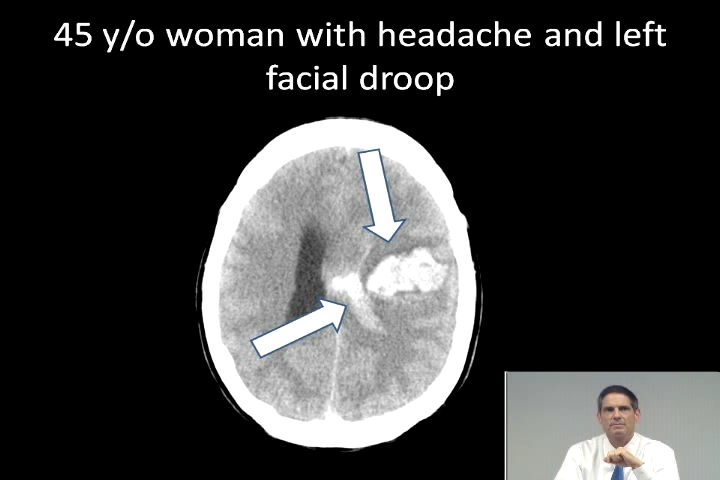 45 y/o woman with headache and left
facial droop